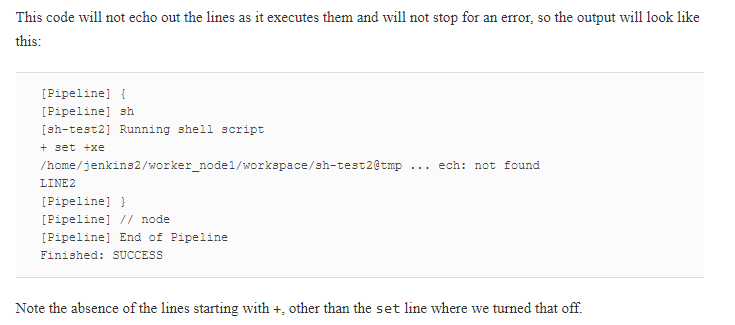 This code will not echo out the lines as it executes them and will not stop for an error, so the output will look like
this:
[Pipeline] {
[Pipeline] sh
[sh-test2] Running shell script
+ set +xe
/home/jenkins2/worker_node1/workspace/sh-test2@tmp ... ech: not found
LINE2
[Pipeline] }
[Pipeline] // node
[Pipeline] End of Pipeline
Finished: SUCCESS
Note the absence of the lines starting with +, other than the set line where we turned that off.